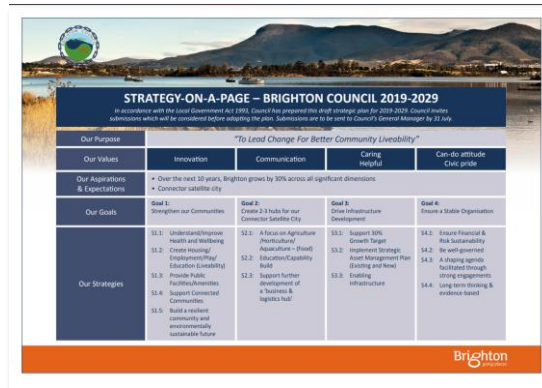 STRATEGY-ON-A-PAGE – BRIGHTON COUNCIL 2019-2029
In accordance with the Local Government Act 1993, Council has prepared this draft strategic plan for 2019-2029. Council invites
submissions which will be considered before adopting the plan. Submissions are to be sent to Council's General Manager by 31 July.
Our Purpose
"To Lead Change For Better Community Liveability"
Our Values
Innovation
Communication
Caring
Helpful
Can-do attitude
Civic pride
Our Aspirations
& Expectations
• Over the next 10 years, Brighton grows by 30% across all significant dimensions
• Connector satellite city
Our Goals
Goal 1:
Strengthen our Communities
Goal 2:
Create 2-3 hubs for our
Connector Satellite City
Goal 3:
Drive Infrastructure
Development
Goal 4:
Ensure a Stable Organisation
Our Strategies
S1.1: Understand/Improve
Health and Wellbeing
S1.2: Create Housing/
Employment/Play/
Education (Liveability)
S1.3: Provide Public
Facilities/Amenities
S1.4: Support Connected
Communities
S1.5: Build a resilient
community and
environmentally
sustainable future
S2.1: A focus on Agriculture
/Horticulture/
Aquaculture – (Food)
S2.2: Education/Capability
Build
S2.3: Support further
development of
a 'business &
logistics hub'
S3.1: Support 30%
Growth Target
S3.2: Implement Strategic
Asset Management Plan
(Existing and New)
S3.3: Enabling
Infrastructure
S4.1: Ensure Financial &
Risk Sustainability
S4.2: Be well-governed
S4.3: A shaping agenda
facilitated through
strong engagements
S4.4: Long-term thinking &
evidence-based
Brighton
going places